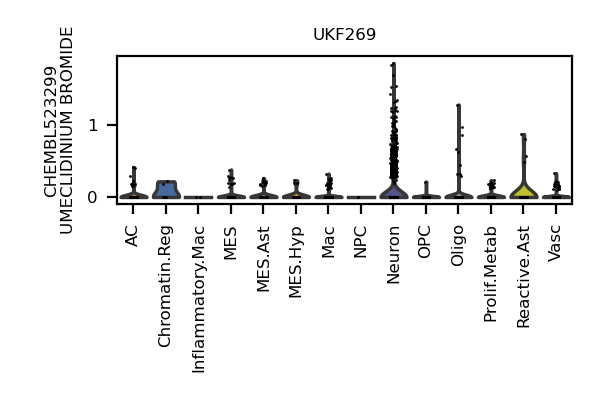 UKF269
CHEMBL523299
UMECLIDINIUM BROMIDE
1
0
AC
Chromatin.Reg
Inflammatory.Mac
MES
MES.Ast
MES.Hyp
Mac
NPC
Neuron
OPC
Oligo
Prolif.Metab
Reactive.Ast
Vasc